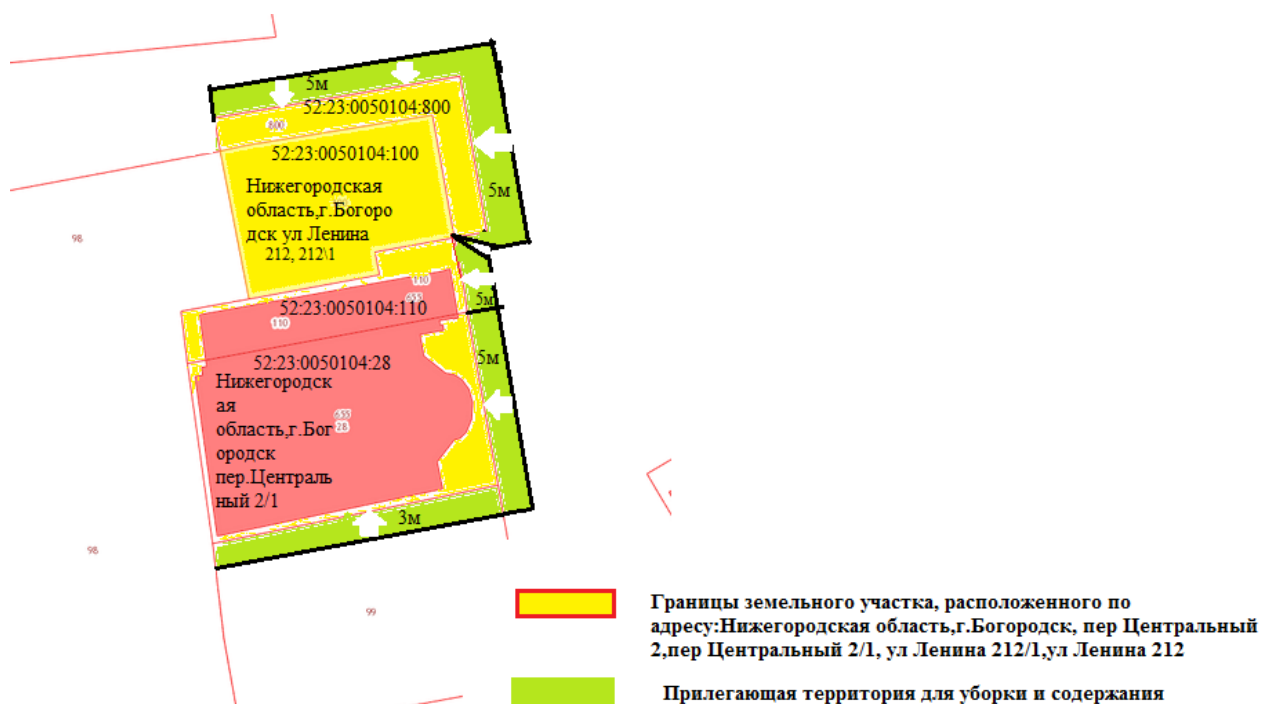 5м
52:23:0050104:800
800
52:23:0050104:100
Нижегородская
область,г.Богоро
дск ул Ленина
212, 212\1
5м
98
110
655
5м
52:23:0050104:110
110
5м
52:23:0050104:28
Нижегородск
ая
область,г.Бог
ородск
пер.Централь
ный 2/1
655
28
3м
98
99
Границы земельного участка, расположенного по
адресу:Нижегородская область,г.Богородск, пер Центральный
2,пер Центральный 2/1, ул Ленина 212/1,ул Ленина 212
Прилегающая территория для уборки и содержания